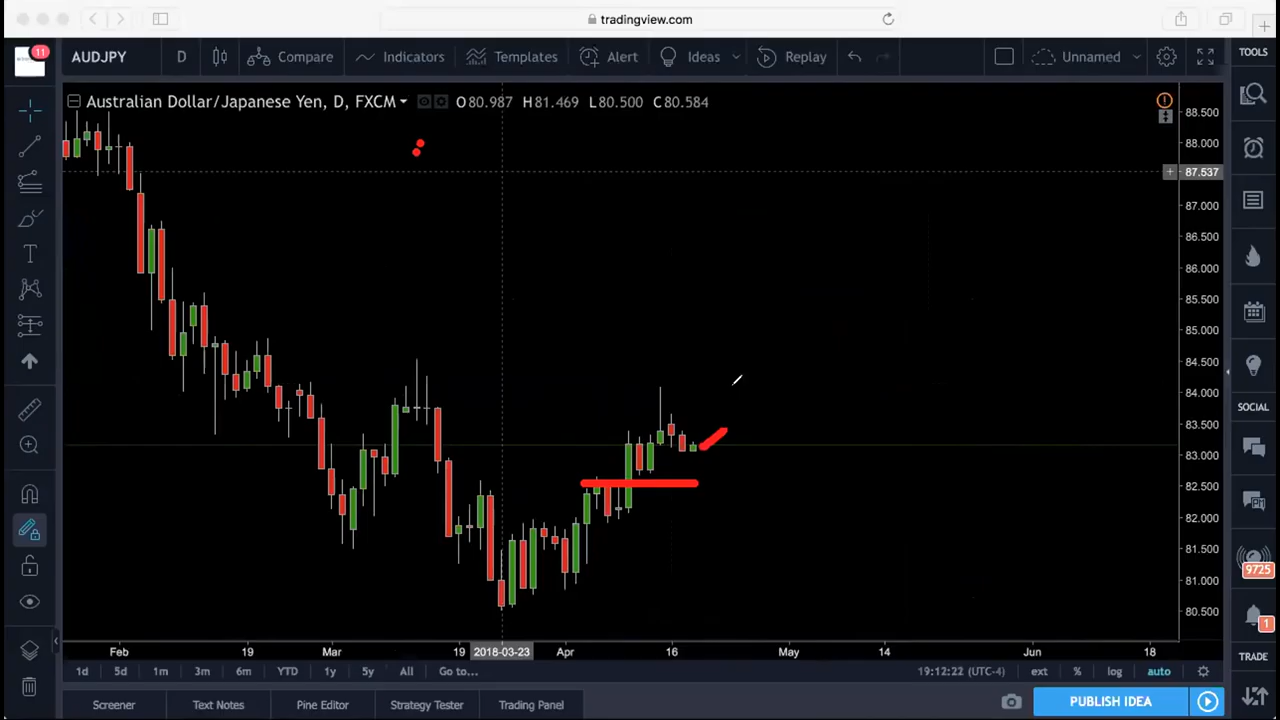 tradingview.com
11
AUDJPY D Compare Indicators Templates Alert Ideas Replay Unnamed
TOOLS
Australian Dollar/Japanese Yen, D, FXCM O80.987 H81.469 L80.500 C80.584
88.500
88.000
87.537
87.000
86.500
86.000
85.500
85.000
84.500
84.000
83.500
83.000
82.500
82.000
81.500
81.000
80.500
SOCIAL
9725
1
TRADE
Feb 19 Mar 19 2018-03-23 Apr 16 May 14 Jun 18
1d 5d 1m 3m 6m YTD 1y 5y All Go to... 19:12:22 (UTC-4) ext % log auto
Screener Text Notes Pine Editor Strategy Tester Trading Panel PUBLISH IDEA